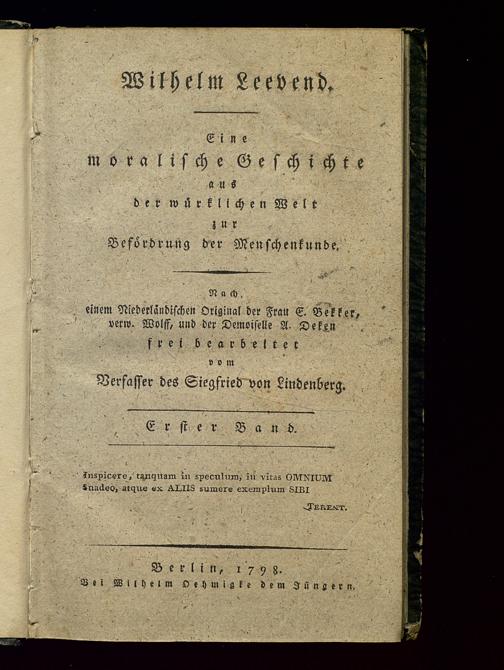 Wilhelm Leevend.
Eine
moraliſche Geſchichte
aus
der würklichen Welt
zur
Befördrung der Menſchenkunde.
Nach
einem Niederländiſchen Original der Frau E. Bekker,
verw. Wolff, und der Demoiſelle A. Deken
frei bearbeitet
vom
Verfaſſer des Siegfried von Lindenberg.
Erſter Band.
Inspicere, tanquam in speculum, in vitas OMNIUM
Suadeo, atque ex ALIIS sumere exemplum SIBI
TERENT.
Berlin, 1798.
Bei Wilhelm Oehmigke dem Jüngern.